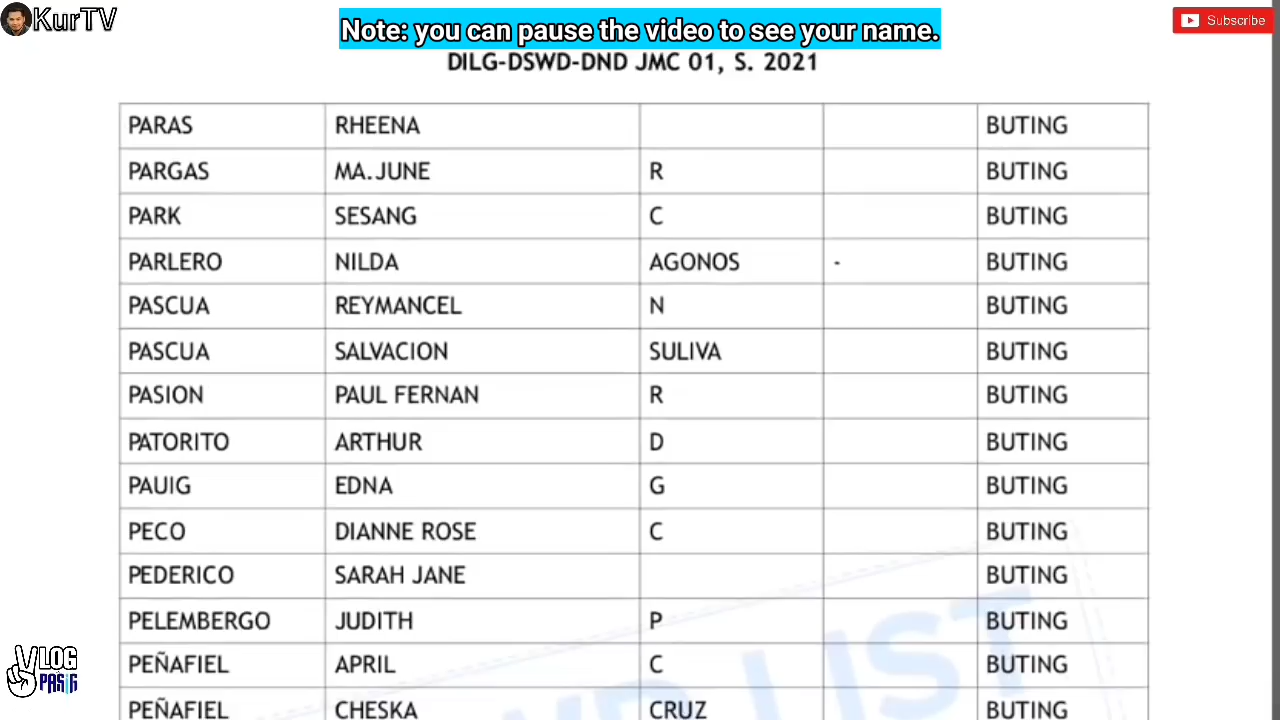 KurTV
Note: you can pause the video to see your name.
Subscribe
DILG-DSWD-DND JMC 01, S. 2021
PARAS RHEENA BUTING
PARGAS MA.JUNE R BUTING
PARK SESANG C BUTING
PARLERO NILDA AGONOS - BUTING
PASCUA REYMANCEL N BUTING
PASCUA SALVACION SULIVA BUTING
PASION PAUL FERNAN R BUTING
PATORITO ARTHUR D BUTING
PAUIG EDNA G BUTING
PECO DIANNE ROSE C BUTING
PEDERICO SARAH JANE BUTING
PELEMBERGO JUDITH P BUTING
PEÑAFIEL APRIL C BUTING
PEÑAFIEL CHESKA CRUZ BUTING
LIST
VLOG
PASIG